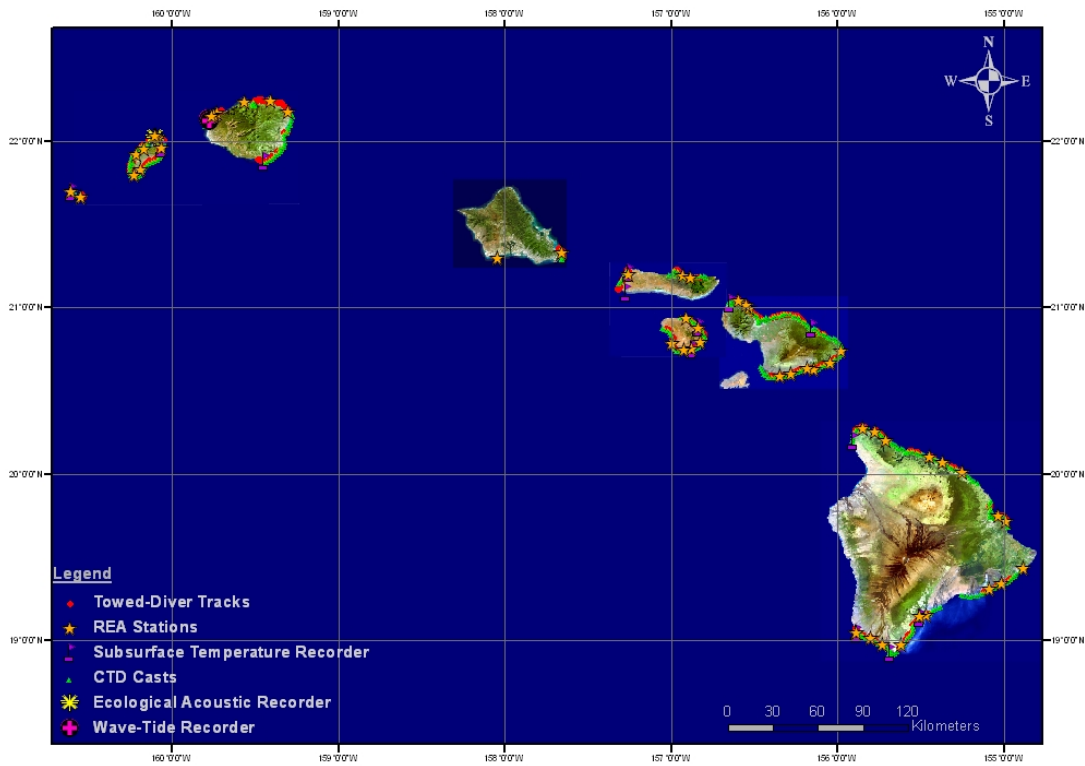 160°0'0"W 159°0'0"W 158°0'0"W 157°0'0"W 156°0'0"W 155°0'0"W
N
W E
S
22°0'0"N 22°0'0"N
21°0'0"N 21°0'0"N
20°0'0"N 20°0'0"N
Legend
Towed-Diver Tracks
REA Stations
19°0'0"N 19°0'0"N
Subsurface Temperature Recorder
CTD Casts
Ecological Acoustic Recorder
Wave-Tide Recorder
0 30 60 90 120
Kilometers
160°0'0"W 159°0'0"W 158°0'0"W 157°0'0"W 156°0'0"W 155°0'0"W